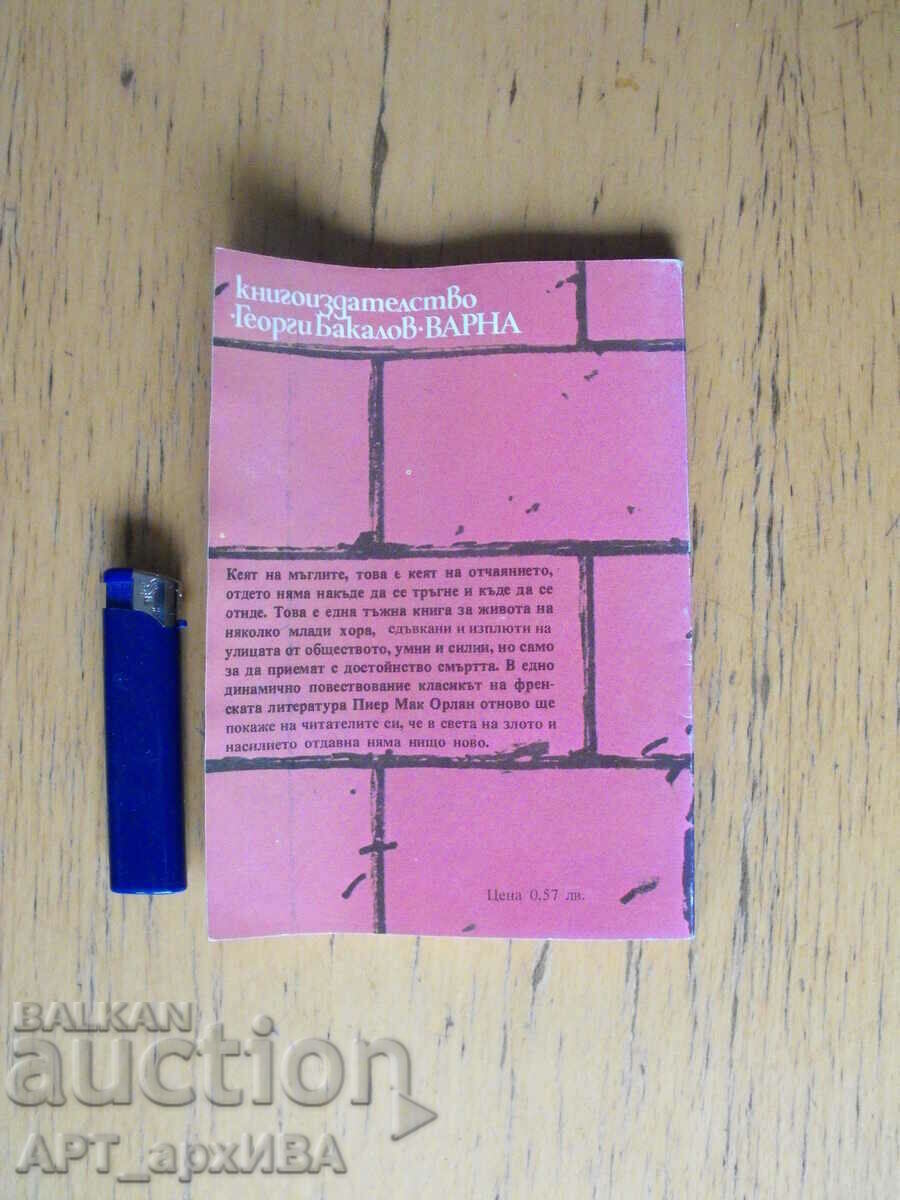 книгоиздателство
·Георги Бакалов·ВАРНА
Кеят на мъглите, това е кеят на отчаянието,
отдето няма накъде да се тръгне и къде да се
отиде. Това е една тъжна книга за живота на
няколко млади хора, сдъвкани и изплюти на
улицата от обществото, умни и силни, но само
за да приемат с достойнство смъртта. В едно
динамично повествование класикът на френ-
ската литература Пиер Мак Орлан отново ще
покаже на читателите си, че в света на злото и
насилието отдавна няма нищо ново.
Цена 0.57 лв.
BALKAN
auction
АРТ_архИВА